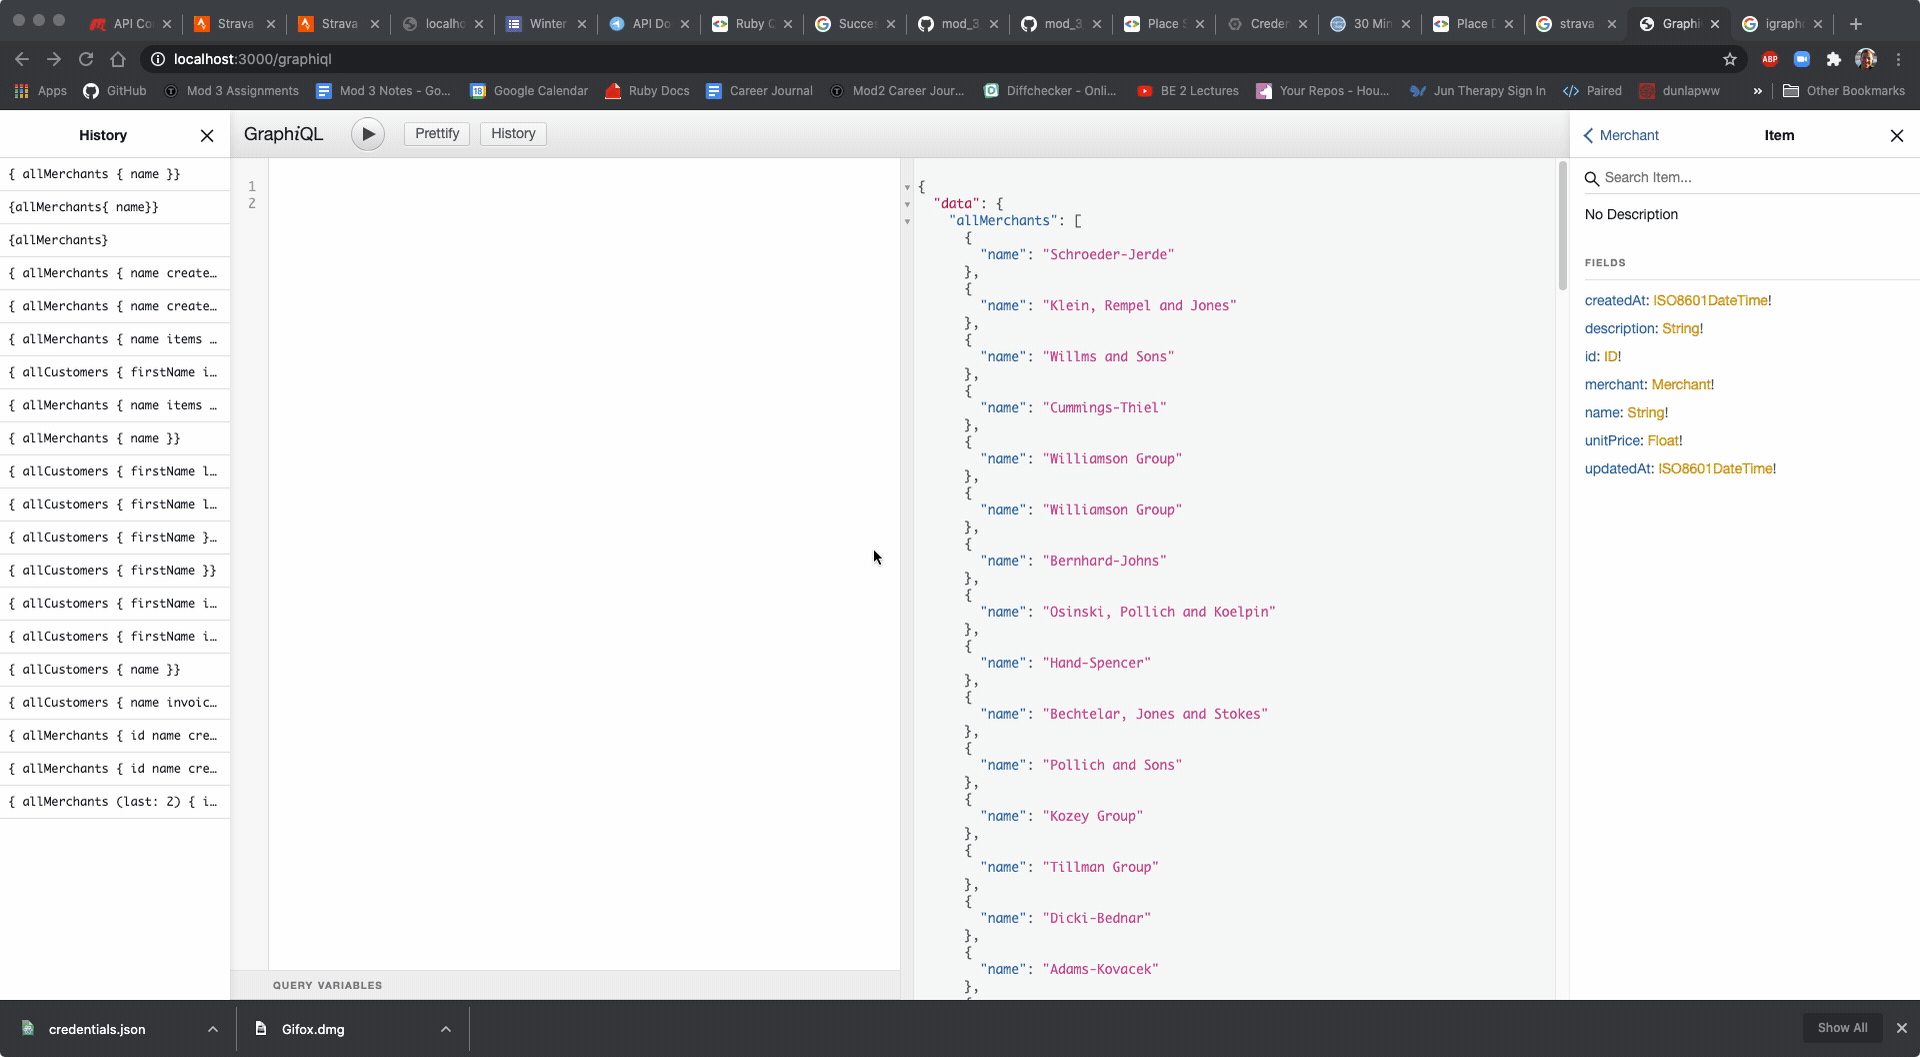 API Co
Strava
Strava
localho
Winter
API Do
Ruby C
Succes
mod_3
mod_3
Place S
Creder
30 Min
Place D
strava
Graphi
igraph
localhost:3000/graphiql
ABP
Apps
GitHub
Mod 3 Assignments
Mod 3 Notes - Go...
Google Calendar
Ruby Docs
Career Journal
Mod2 Career Jour...
Diffchecker - Onli...
BE 2 Lectures
Your Repos - Hou...
Jun Therapy Sign In
Paired
dunlapww
Other Bookmarks
History
{ allMerchants { name }}
{allMerchants{ name}}
{allMerchants}
{ allMerchants { name create…
{ allMerchants { name create…
{ allMerchants { name items …
{ allCustomers { firstName i…
{ allMerchants { name items …
{ allMerchants { name }}
{ allCustomers { firstName l…
{ allCustomers { firstName l…
{ allCustomers { firstName }…
{ allCustomers { firstName }}
{ allCustomers { firstName i…
{ allCustomers { firstName i…
{ allCustomers { name }}
{ allCustomers { name invoic…
{ allMerchants { id name cre…
{ allMerchants { id name cre…
{ allMerchants (last: 2) { i…
GraphiQL
Prettify
History
1
2
QUERY VARIABLES
{
"data": {
"allMerchants": [
{
"name": "Schroeder-Jerde"
},
{
"name": "Klein, Rempel and Jones"
},
{
"name": "Willms and Sons"
},
{
"name": "Cummings-Thiel"
},
{
"name": "Williamson Group"
},
{
"name": "Williamson Group"
},
{
"name": "Bernhard-Johns"
},
{
"name": "Osinski, Pollich and Koelpin"
},
{
"name": "Hand-Spencer"
},
{
"name": "Bechtelar, Jones and Stokes"
},
{
"name": "Pollich and Sons"
},
{
"name": "Kozey Group"
},
{
"name": "Tillman Group"
},
{
"name": "Dicki-Bednar"
},
{
"name": "Adams-Kovacek"
},
Merchant
Item
Search Item...
No Description
FIELDS
createdAt: ISO8601DateTime!
description: String!
id: ID!
merchant: Merchant!
name: String!
unitPrice: Float!
updatedAt: ISO8601DateTime!
credentials.json
Gifox.dmg
Show All